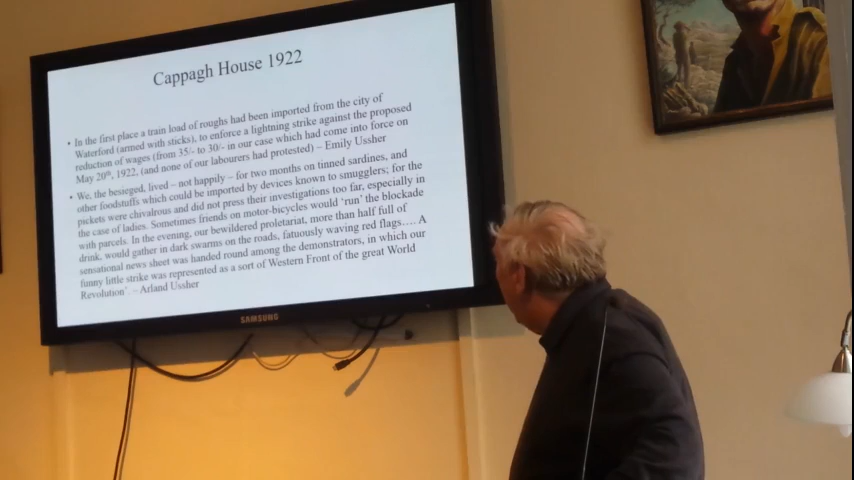 Cappagh House 1922
• In the first place a train load of roughs had been imported from the city of
Waterford (armed with sticks), to enforce a lightning strike against the proposed
reduction of wages (from 35/- to 30/- in our case which had come into force on
May 20th, 1922, (and none of our labourers had protested) – Emily Ussher
• We, the besieged, lived – not happily – for two months on tinned sardines, and
other foodstuffs which could be imported by devices known to smugglers; for the
pickets were chivalrous and did not press their investigations too far, especially in
the case of ladies. Sometimes friends on motor-bicycles would ‘run’ the blockade
with parcels. In the evening, our bewildered proletariat, more than half full of
drink, would gather in dark swarms on the roads, fatuously waving red flags…. A
sensational news sheet was handed round among the demonstrators, in which our
funny little strike was represented as a sort of Western Front of the great World
Revolution’. – Arland Ussher
SAMSUNG